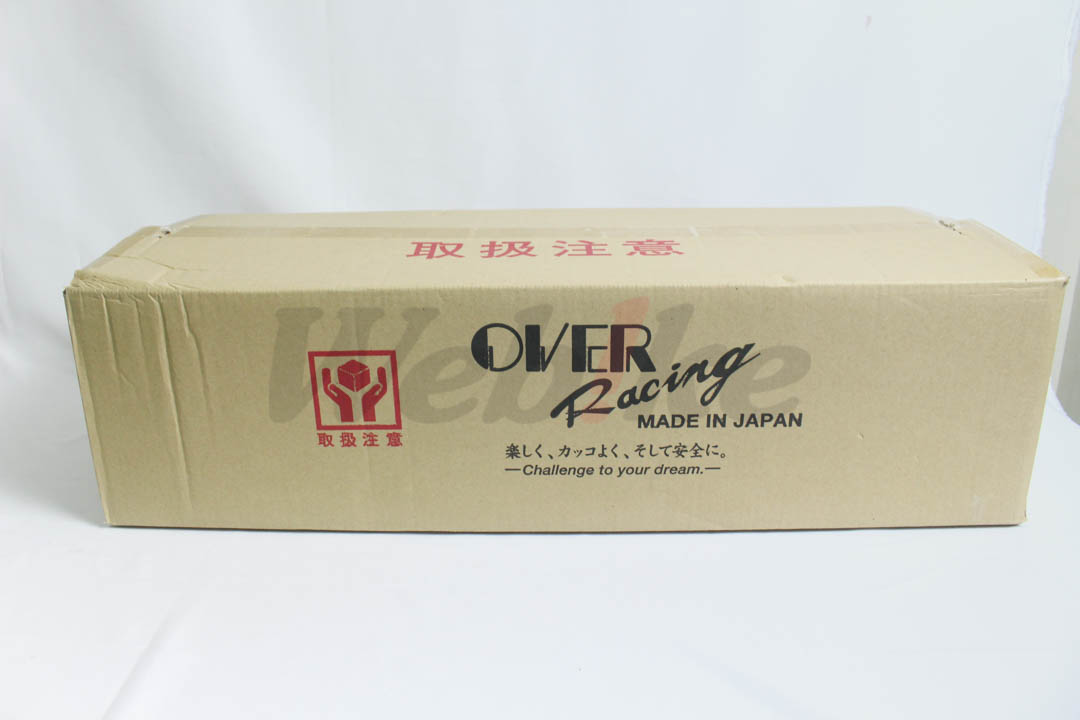 取扱注意
Webike
OVER
Racing
MADE IN JAPAN
取扱注意
楽しく、カッコよく、そして安全に。
—Challenge to your dream.—